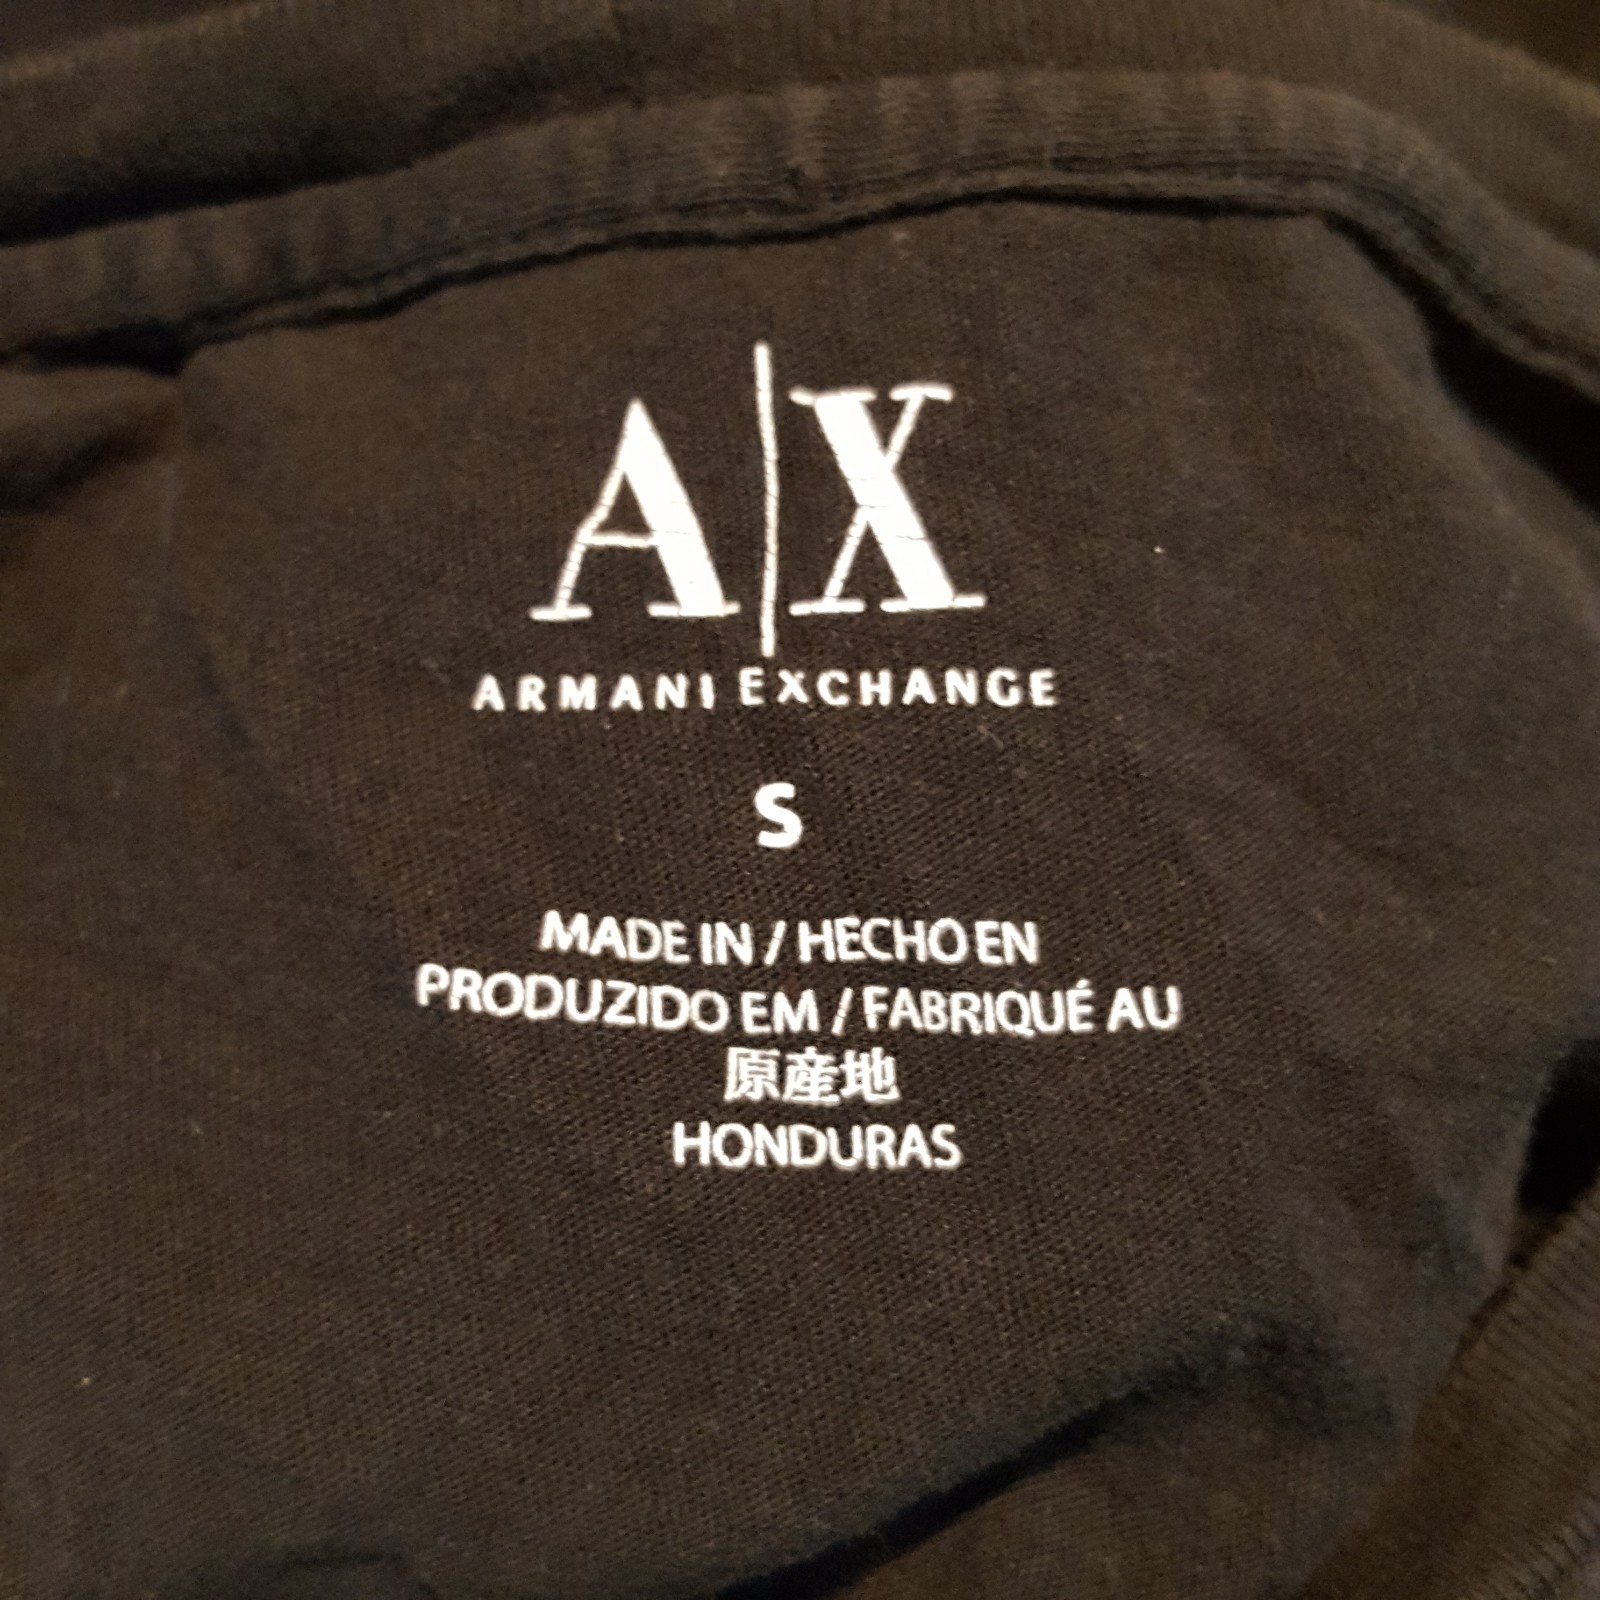 A|X
ARMANI EXCHANGE
S
MADE IN / HECHO EN
PRODUZIDO EM / FABRIQUÉ AU
原産地
HONDURAS